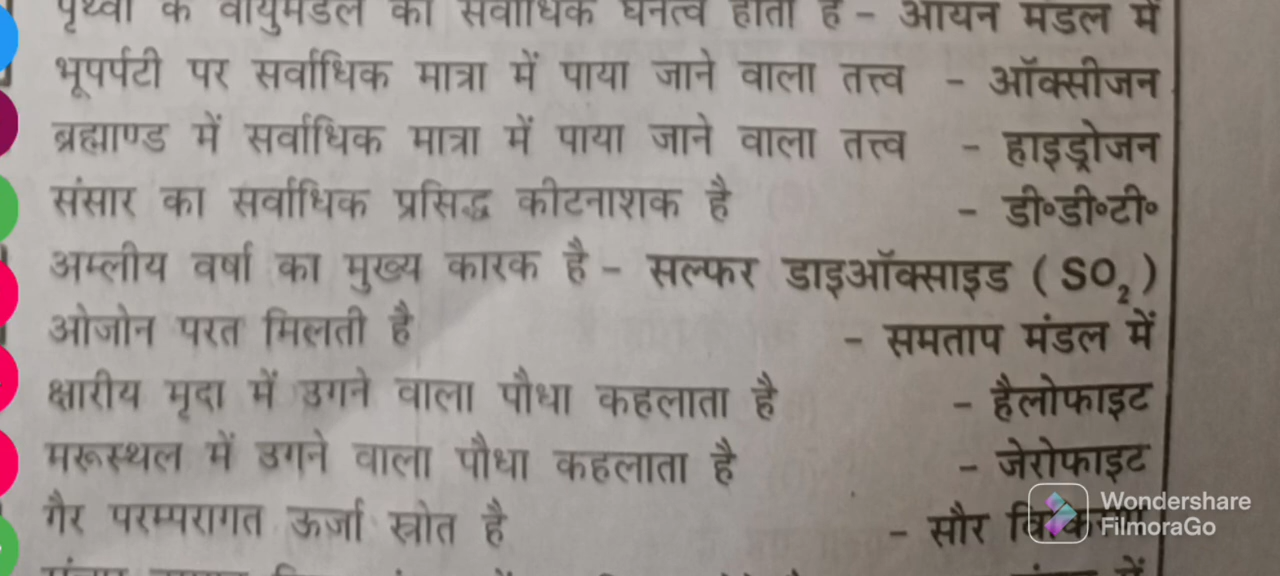 पृथ्वी के वायुमंडल का सर्वाधिक घनत्व होता है - आयन मंडल में
भूपर्पटी पर सर्वाधिक मात्रा में पाया जाने वाला तत्त्व - ऑक्सीजन
ब्रह्माण्ड में सर्वाधिक मात्रा में पाया जाने वाला तत्त्व - हाइड्रोजन
संसार का सर्वाधिक प्रसिद्ध कीटनाशक है - डी॰डी॰टी॰
अम्लीय वर्षा का मुख्य कारक है - सल्फर डाइऑक्साइड ( SO₂ )
ओजोन परत मिलती है - समताप मंडल में
क्षारीय मृदा में उगने वाला पौधा कहलाता है - हैलोफाइट
मरूस्थल में उगने वाला पौधा कहलाता है - जेरोफाइट
गैर परम्परागत ऊर्जा स्त्रोत है - सौर
Wondershare
FilmoraGo